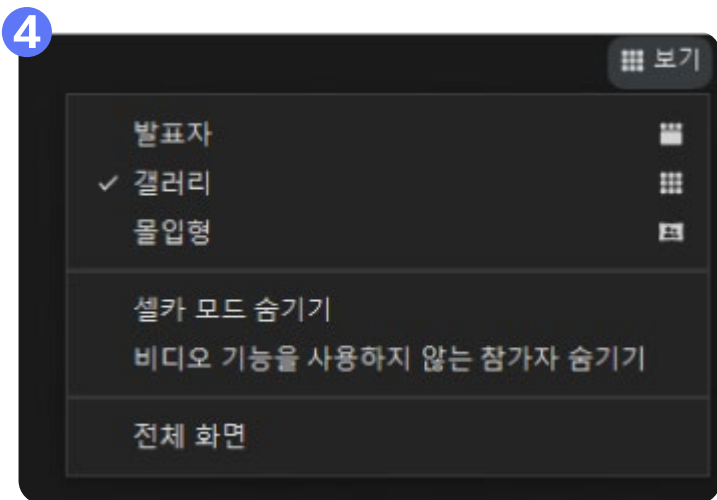 4
보기
발표자
갤러리
몰입형
셀카 모드 숨기기
비디오 기능을 사용하지 않는 참가자 숨기기
전체 화면